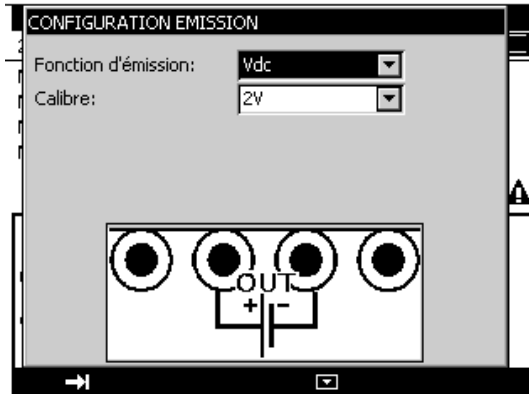 CONFIGURATION EMISSION
Fonction d'émission: Vdc
Calibre: 2V
OUT
+ -